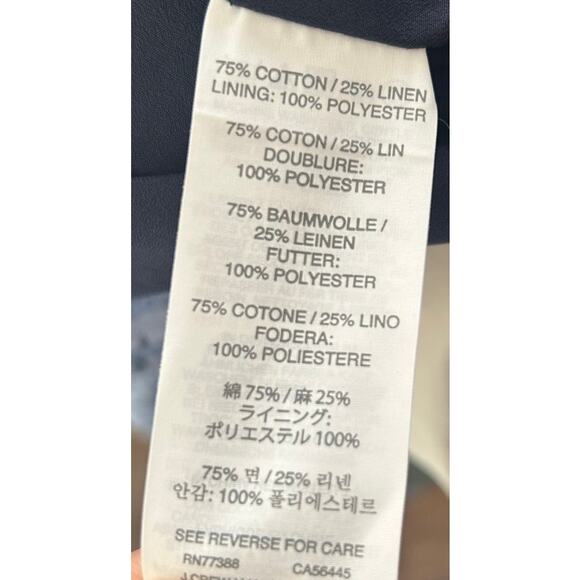 75% COTTON / 25% LINEN
LINING: 100% POLYESTER
75% COTON / 25% LIN
DOUBLURE:
100% POLYESTER
75% BAUMWOLLE /
25% LEINEN
FUTTER:
100% POLYESTER
75% COTONE / 25% LINO
FODERA:
100% POLIESTERE
綿 75% / 麻 25%
ライニング:
ポリエステル 100%
75% 면 / 25% 리넨
안감: 100% 폴리에스테르
SEE REVERSE FOR CARE
RN77388 CA56445